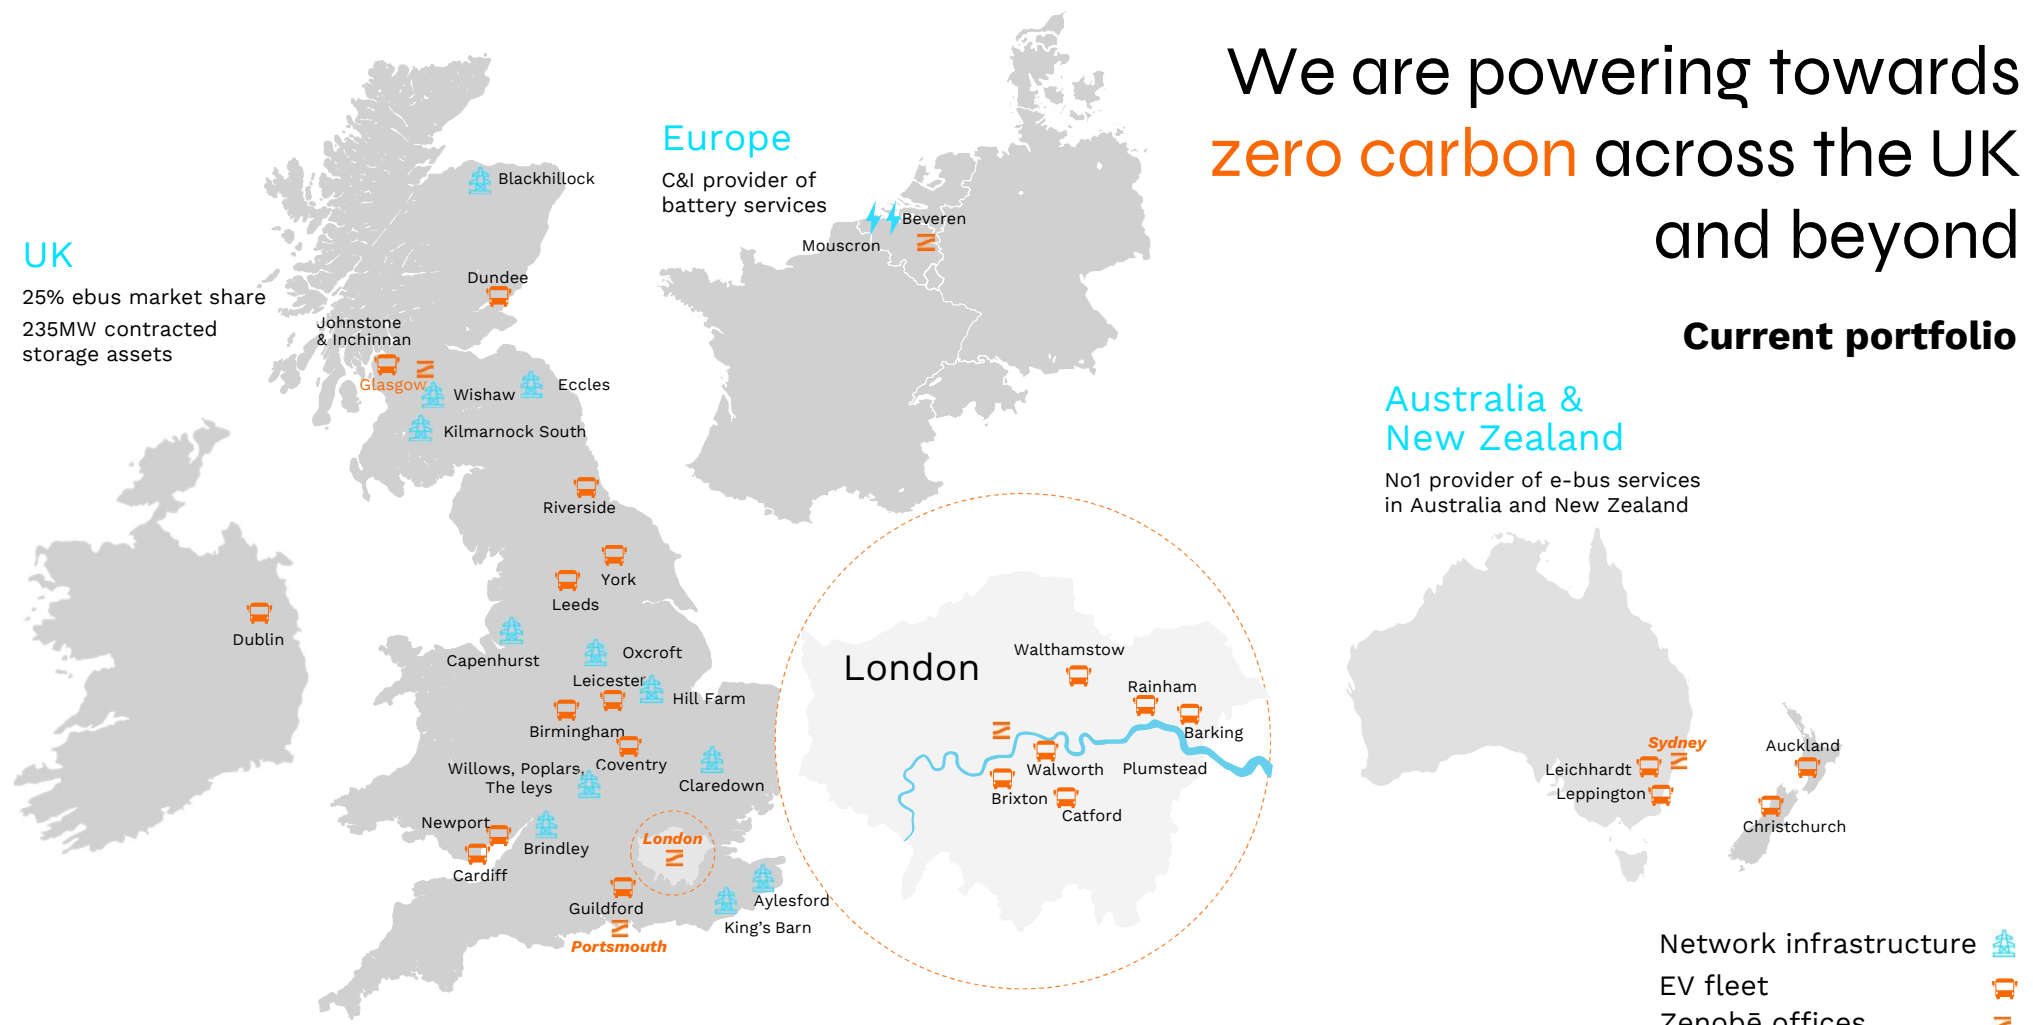 We are powering towards
zero carbon across the UK
and beyond
Current portfolio
UK
25% ebus market share
235MW contracted
storage assets
Blackhillock
Dundee
Johnstone
& Inchinnan
Glasgow
Wishaw
Eccles
Kilmarnock South
Riverside
York
Leeds
Dublin
Capenhurst
Oxcroft
Leicester
Hill Farm
Birmingham
Coventry
Willows, Poplars,
The leys
Claredown
Newport
Brindley
Cardiff
London
Guildford
Aylesford
King's Barn
Portsmouth
Europe
C&I provider of
battery services
Beveren
Mouscron
London
Walthamstow
Rainham
Barking
Walworth
Plumstead
Brixton
Catford
Australia &
New Zealand
No1 provider of e-bus services
in Australia and New Zealand
Sydney
Leichhardt
Leppington
Auckland
Christchurch
Network infrastructure
EV fleet
Zenobē offices